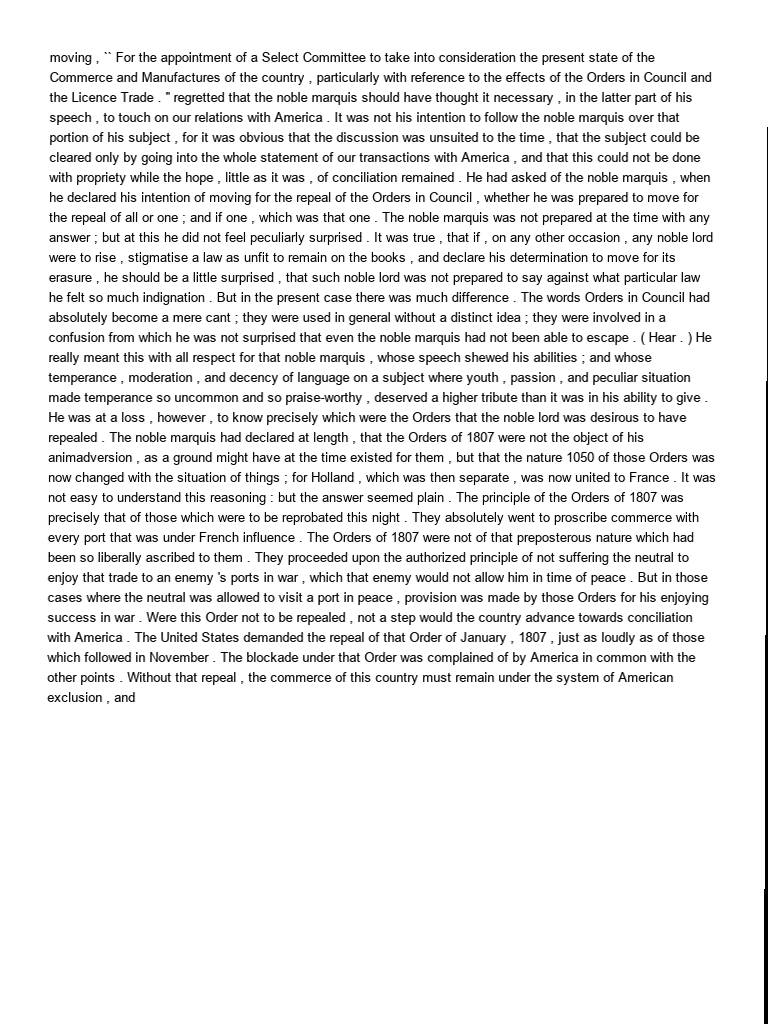 moving , `` For the appointment of a Select Committee to take into consideration the present state of the
Commerce and Manufactures of the country , particularly with reference to the effects of the Orders in Council and
the Licence Trade . " regretted that the noble marquis should have thought it necessary , in the latter part of his
speech , to touch on our relations with America . It was not his intention to follow the noble marquis over that
portion of his subject , for it was obvious that the discussion was unsuited to the time , that the subject could be
cleared only by going into the whole statement of our transactions with America , and that this could not be done
with propriety while the hope , little as it was , of conciliation remained . He had asked of the noble marquis , when
he declared his intention of moving for the repeal of the Orders in Council , whether he was prepared to move for
the repeal of all or one ; and if one , which was that one . The noble marquis was not prepared at the time with any
answer ; but at this he did not feel peculiarly surprised . It was true , that if , on any other occasion , any noble lord
were to rise , stigmatise a law as unfit to remain on the books , and declare his determination to move for its
erasure , he should be a little surprised , that such noble lord was not prepared to say against what particular law
he felt so much indignation . But in the present case there was much difference . The words Orders in Council had
absolutely become a mere cant ; they were used in general without a distinct idea ; they were involved in a
confusion from which he was not surprised that even the noble marquis had not been able to escape . ( Hear . ) He
really meant this with all respect for that noble marquis , whose speech shewed his abilities ; and whose
temperance , moderation , and decency of language on a subject where youth , passion , and peculiar situation
made temperance so uncommon and so praise-worthy , deserved a higher tribute than it was in his ability to give .
He was at a loss , however , to know precisely which were the Orders that the noble lord was desirous to have
repealed . The noble marquis had declared at length , that the Orders of 1807 were not the object of his
animadversion , as a ground might have at the time existed for them , but that the nature 1050 of those Orders was
now changed with the situation of things ; for Holland , which was then separate , was now united to France . It was
not easy to understand this reasoning : but the answer seemed plain . The principle of the Orders of 1807 was
precisely that of those which were to be reprobated this night . They absolutely went to proscribe commerce with
every port that was under French influence . The Orders of 1807 were not of that preposterous nature which had
been so liberally ascribed to them . They proceeded upon the authorized principle of not suffering the neutral to
enjoy that trade to an enemy 's ports in war , which that enemy would not allow him in time of peace . But in those
cases where the neutral was allowed to visit a port in peace , provision was made by those Orders for his enjoying
success in war . Were this Order not to be repealed , not a step would the country advance towards conciliation
with America . The United States demanded the repeal of that Order of January , 1807 , just as loudly as of those
which followed in November . The blockade under that Order was complained of by America in common with the
other points . Without that repeal , the commerce of this country must remain under the system of American
exclusion , and